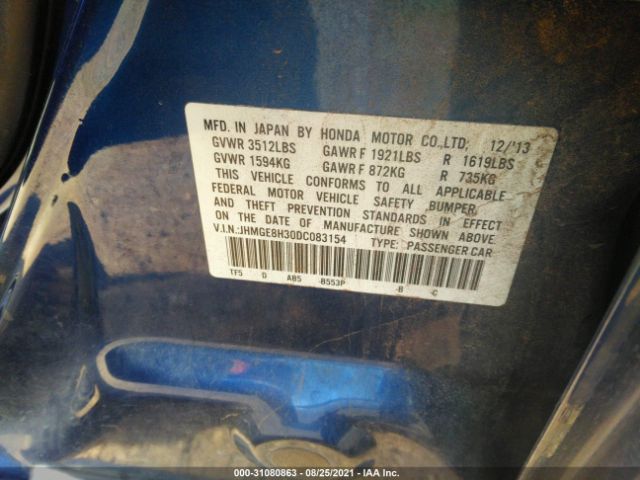 MFD. IN JAPAN BY HONDA MOTOR CO.,LTD. 12/'13
GVWR 3512LBS GAWR F 1921LBS R 1619LBS
GVWR 1594KG GAWR F 872KG R 735KG
THIS VEHICLE CONFORMS TO ALL APPLICABLE
FEDERAL MOTOR VEHICLE SAFETY, BUMPER,
AND THEFT PREVENTION STANDARDS IN EFFECT
ON THE DATE OF MANUFACTURE SHOWN ABOVE
V.I.N.:JHMGE8H30DC083154 TYPE: PASSENGER CAR
TF5 D AB5 -B553P -B -C
000-31080863 - 08/25/2021 - IAA Inc.